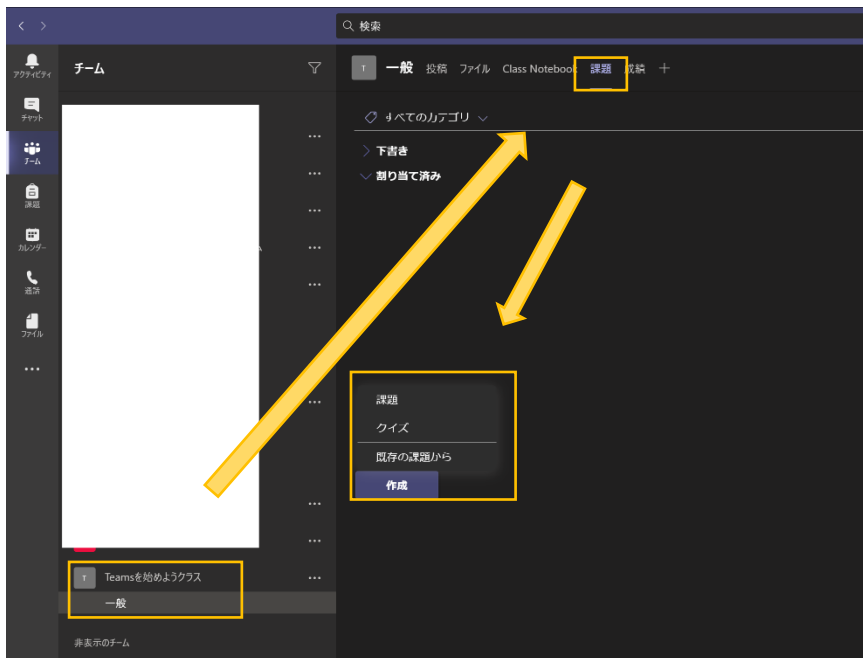 検索
アクティビティ
チャット
チーム
課題
カレンダー
通話
ファイル
チーム
Teamsを始めようクラス
一般
非表示のチーム
一般 投稿 ファイル Class Notebook 課題 成績
すべてのカテゴリ
下書き
割り当て済み
課題
クイズ
既存の課題から
作成